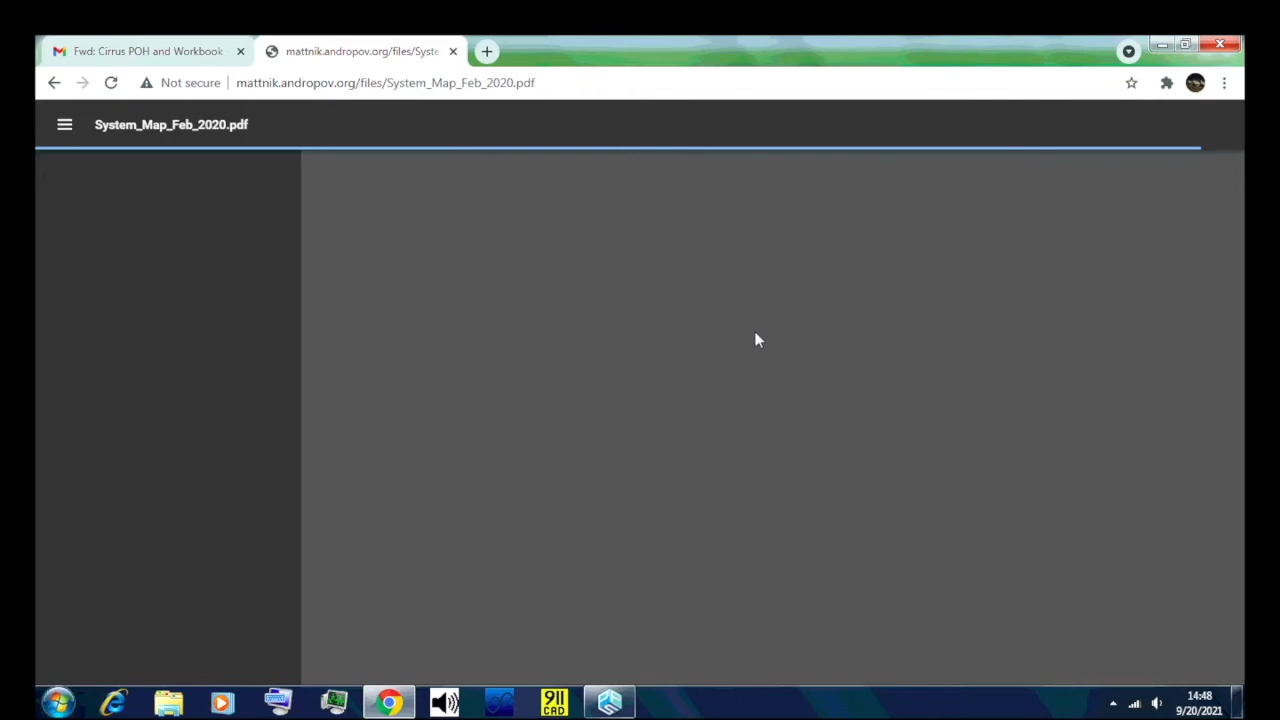 Fwd: Cirrus POH and Workbook
mattnik.andropov.org/files/Syste
Not secure
mattnik.andropov.org/files/System_Map_Feb_2020.pdf
System_Map_Feb_2020.pdf
911
CAD
14:48
9/20/2021